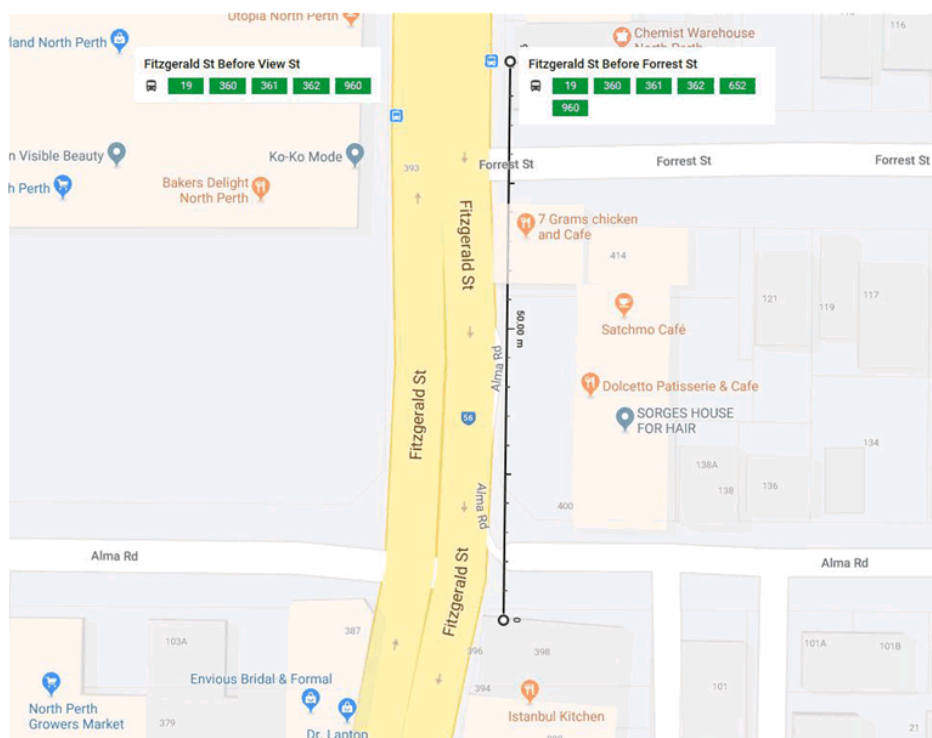 Utopia North Perth
land North Perth
Chemist Warehouse
North Perth
116
Fitzgerald St Before View St
19 360 361 362 960
Fitzgerald St Before Forrest St
19 360 361 362 652
960
n Visible Beauty
Ko-Ko Mode
393
Forrest St
Forrest St
Forrest St
h Perth
Bakers Delight
North Perth
Fitzgerald St
7 Grams chicken
and Cafe
414
121
119
117
Satchmo Café
50.00 m
Alma Rd
Fitzgerald St
Dolcetto Patisserie & Cafe
56
SORGES HOUSE
FOR HAIR
134
138A
138
136
Alma Rd
400
Alma Rd
Alma Rd
Fitzgerald St
0
387
103A
396
398
101A
101B
Envious Bridal & Formal
394
101
North Perth
Growers Market
379
Istanbul Kitchen
Dr. Laptop
21